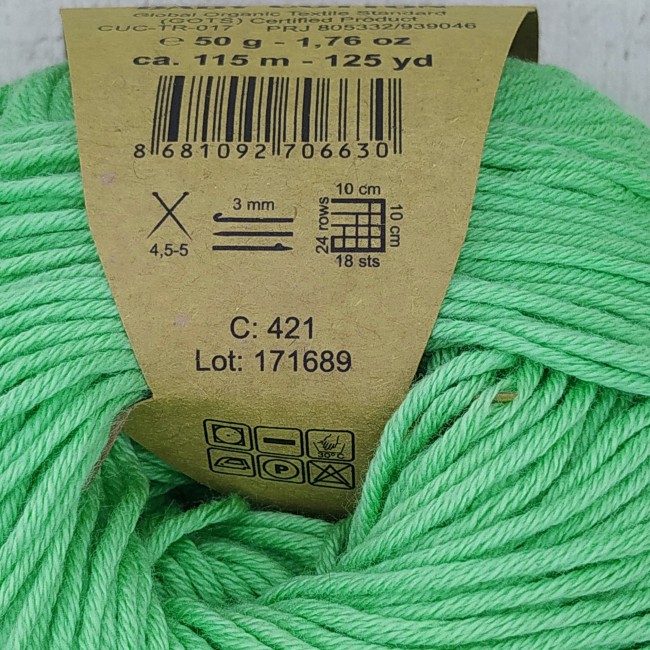 Global Organic Textile Standard
(GOTS) Certified Product
CUC-TR-017 PRJ 805332/939046
℮ 50 g - 1,76 oz
ca. 115 m - 125 yd
8 681092 706630
4,5-5
3 mm
10 cm
24 rows
10 cm
18 sts
C: 421
Lot: 171689
30°C
P